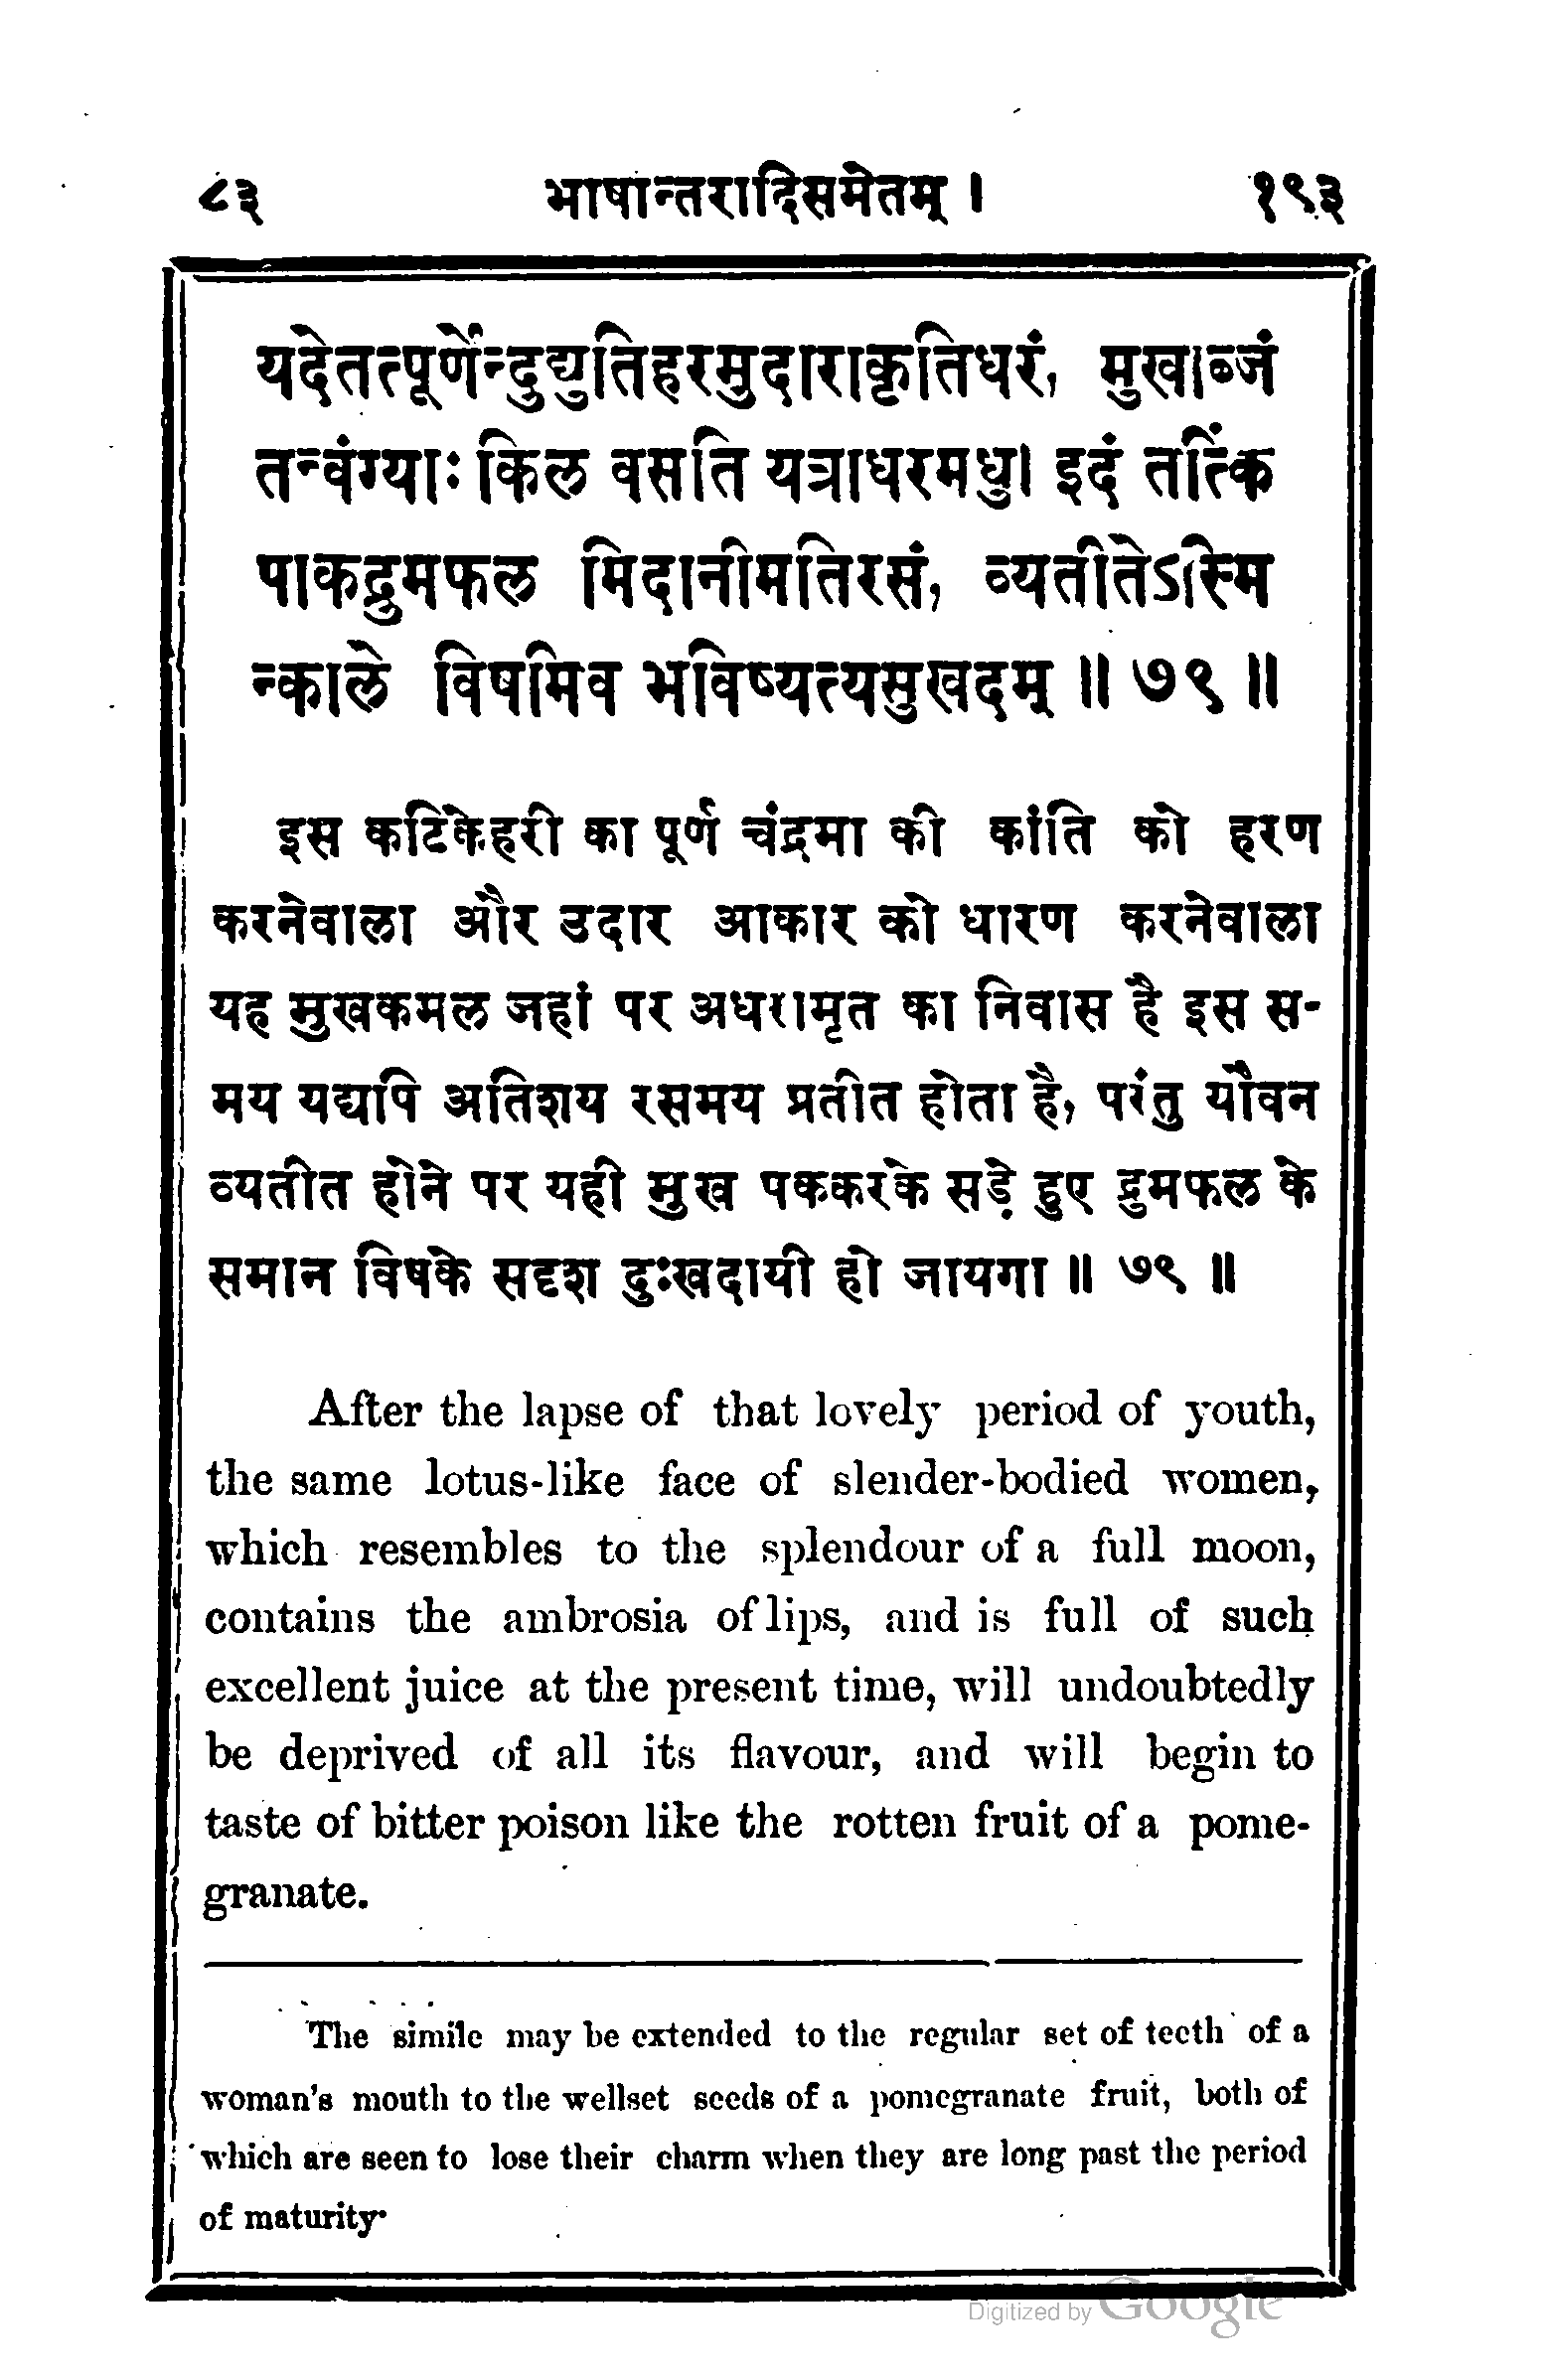 ८३ भाषान्तरादिसमेतम् । १९३
यदेतत्पूर्णेन्दुद्युतिहरमुदाराकृतिधरं, मुखाब्जं
तन्वंग्याः किल वसति यत्राधरमधु। इदं तत्किं
पाकद्रुमफल मिदानीमतिरसं, व्यतीतेऽस्मि
न्काले विषमिव भविष्यत्यसुखदम् ॥ ७९ ॥
इस कटिकेहरी का पूर्ण चंद्रमा की कांति को हरण
करनेवाला और उदार आकार को धारण करनेवाला
यह मुखकमल जहां पर अधरामृत का निवास है इस स-
मय यद्यपि अतिशय रसमय प्रतीत होता है, परंतु यौवन
व्यतीत होने पर यही मुख पककरके सड़े हुए द्रुमफल के
समान विषके सदृश दुःखदायी हो जायगा ॥ ७९ ॥
After the lapse of that lovely period of youth,
the same lotus-like face of slender-bodied women,
which resembles to the splendour of a full moon,
contains the ambrosia of lips, and is full of such
excellent juice at the present time, will undoubtedly
be deprived of all its flavour, and will begin to
taste of bitter poison like the rotten fruit of a pome-
granate.
The simile may be extended to the regular set of teeth of a
woman's mouth to the wellset seeds of a pomegranate fruit, both of
which are seen to lose their charm when they are long past the period
of maturity.
Digitized by Google